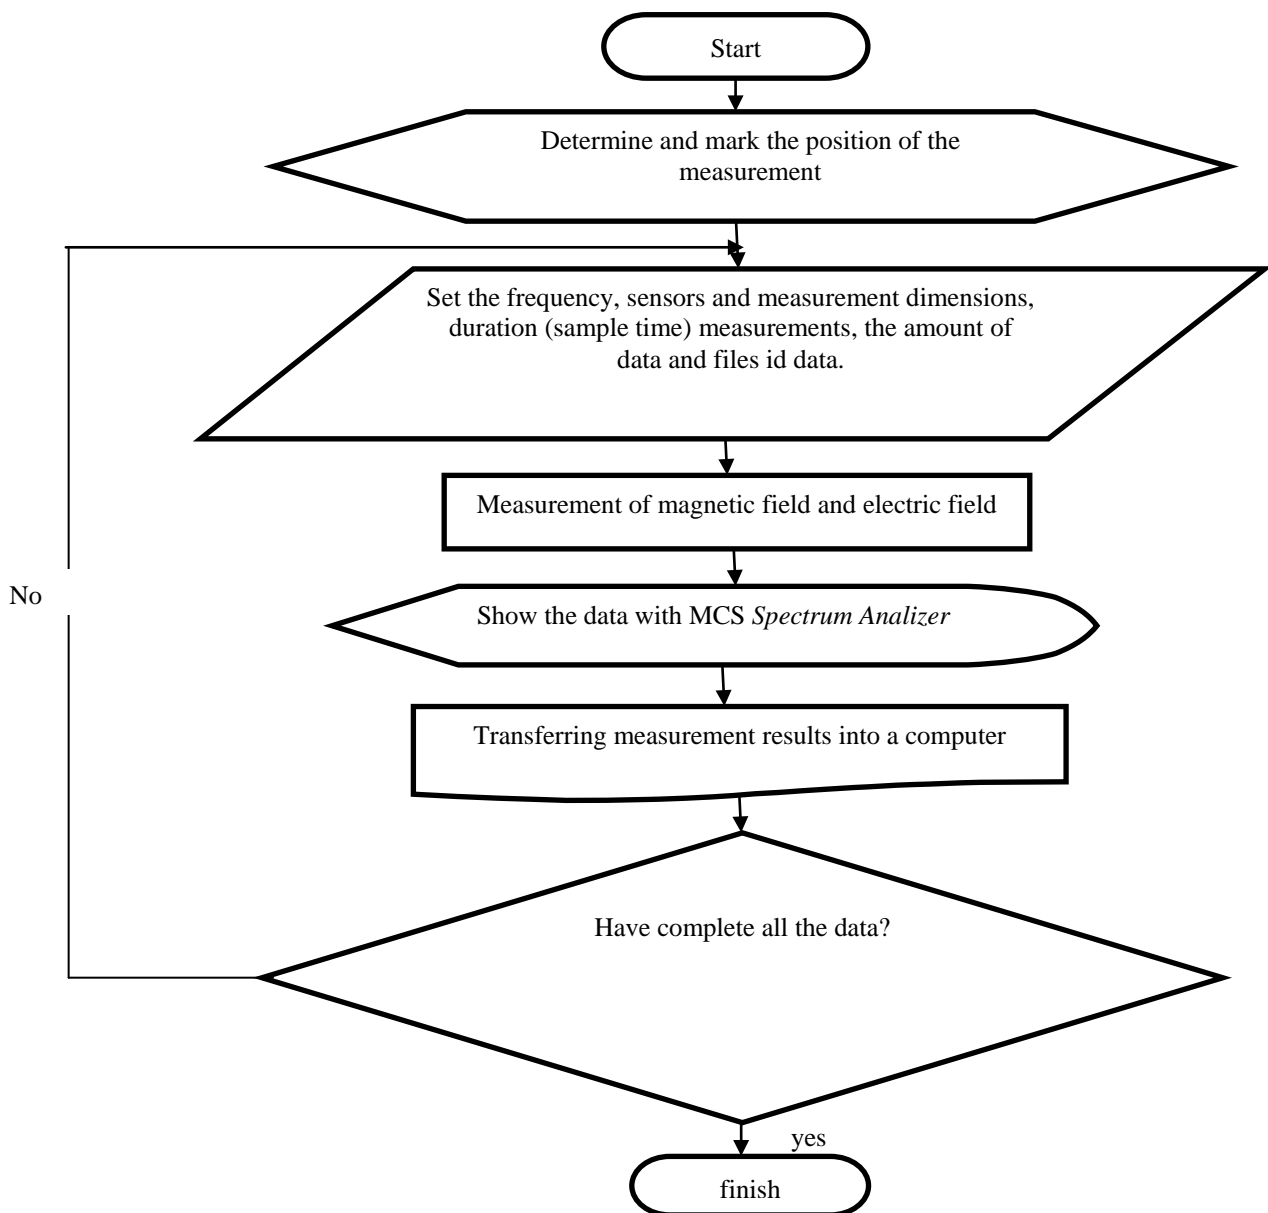 Start
Determine and mark the position of the
measurement
Set the frequency, sensors and measurement dimensions,
duration (sample time) measurements, the amount of
data and files id data.
Measurement of magnetic field and electric field
No
Show the data with MCS Spectrum Analizer
Transferring measurement results into a computer
Have complete all the data?
yes
finish